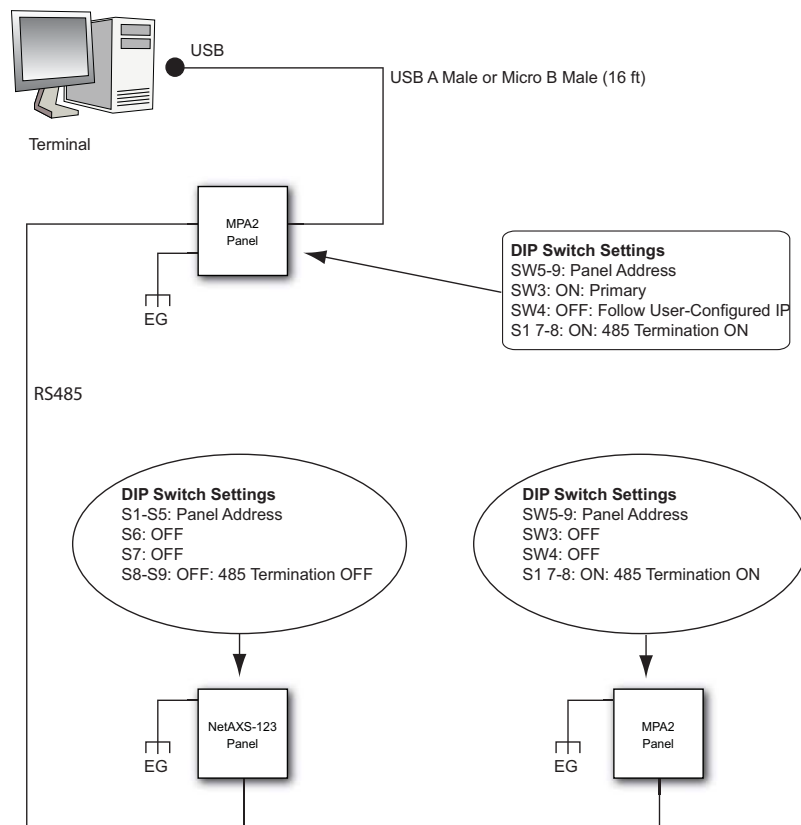 USB
USB A Male or Micro B Male (16 ft)
Terminal
MPA2
Panel
EG
DIP Switch Settings
SW5-9: Panel Address
SW3: ON: Primary
SW4: OFF: Follow User-Configured IP
S1 7-8: ON: 485 Termination ON
RS485
DIP Switch Settings
S1-S5: Panel Address
S6: OFF
S7: OFF
S8-S9: OFF: 485 Termination OFF
DIP Switch Settings
SW5-9: Panel Address
SW3: OFF
SW4: OFF
S1 7-8: ON: 485 Termination ON
NetAXS-123
Panel
EG
MPA2
Panel
EG